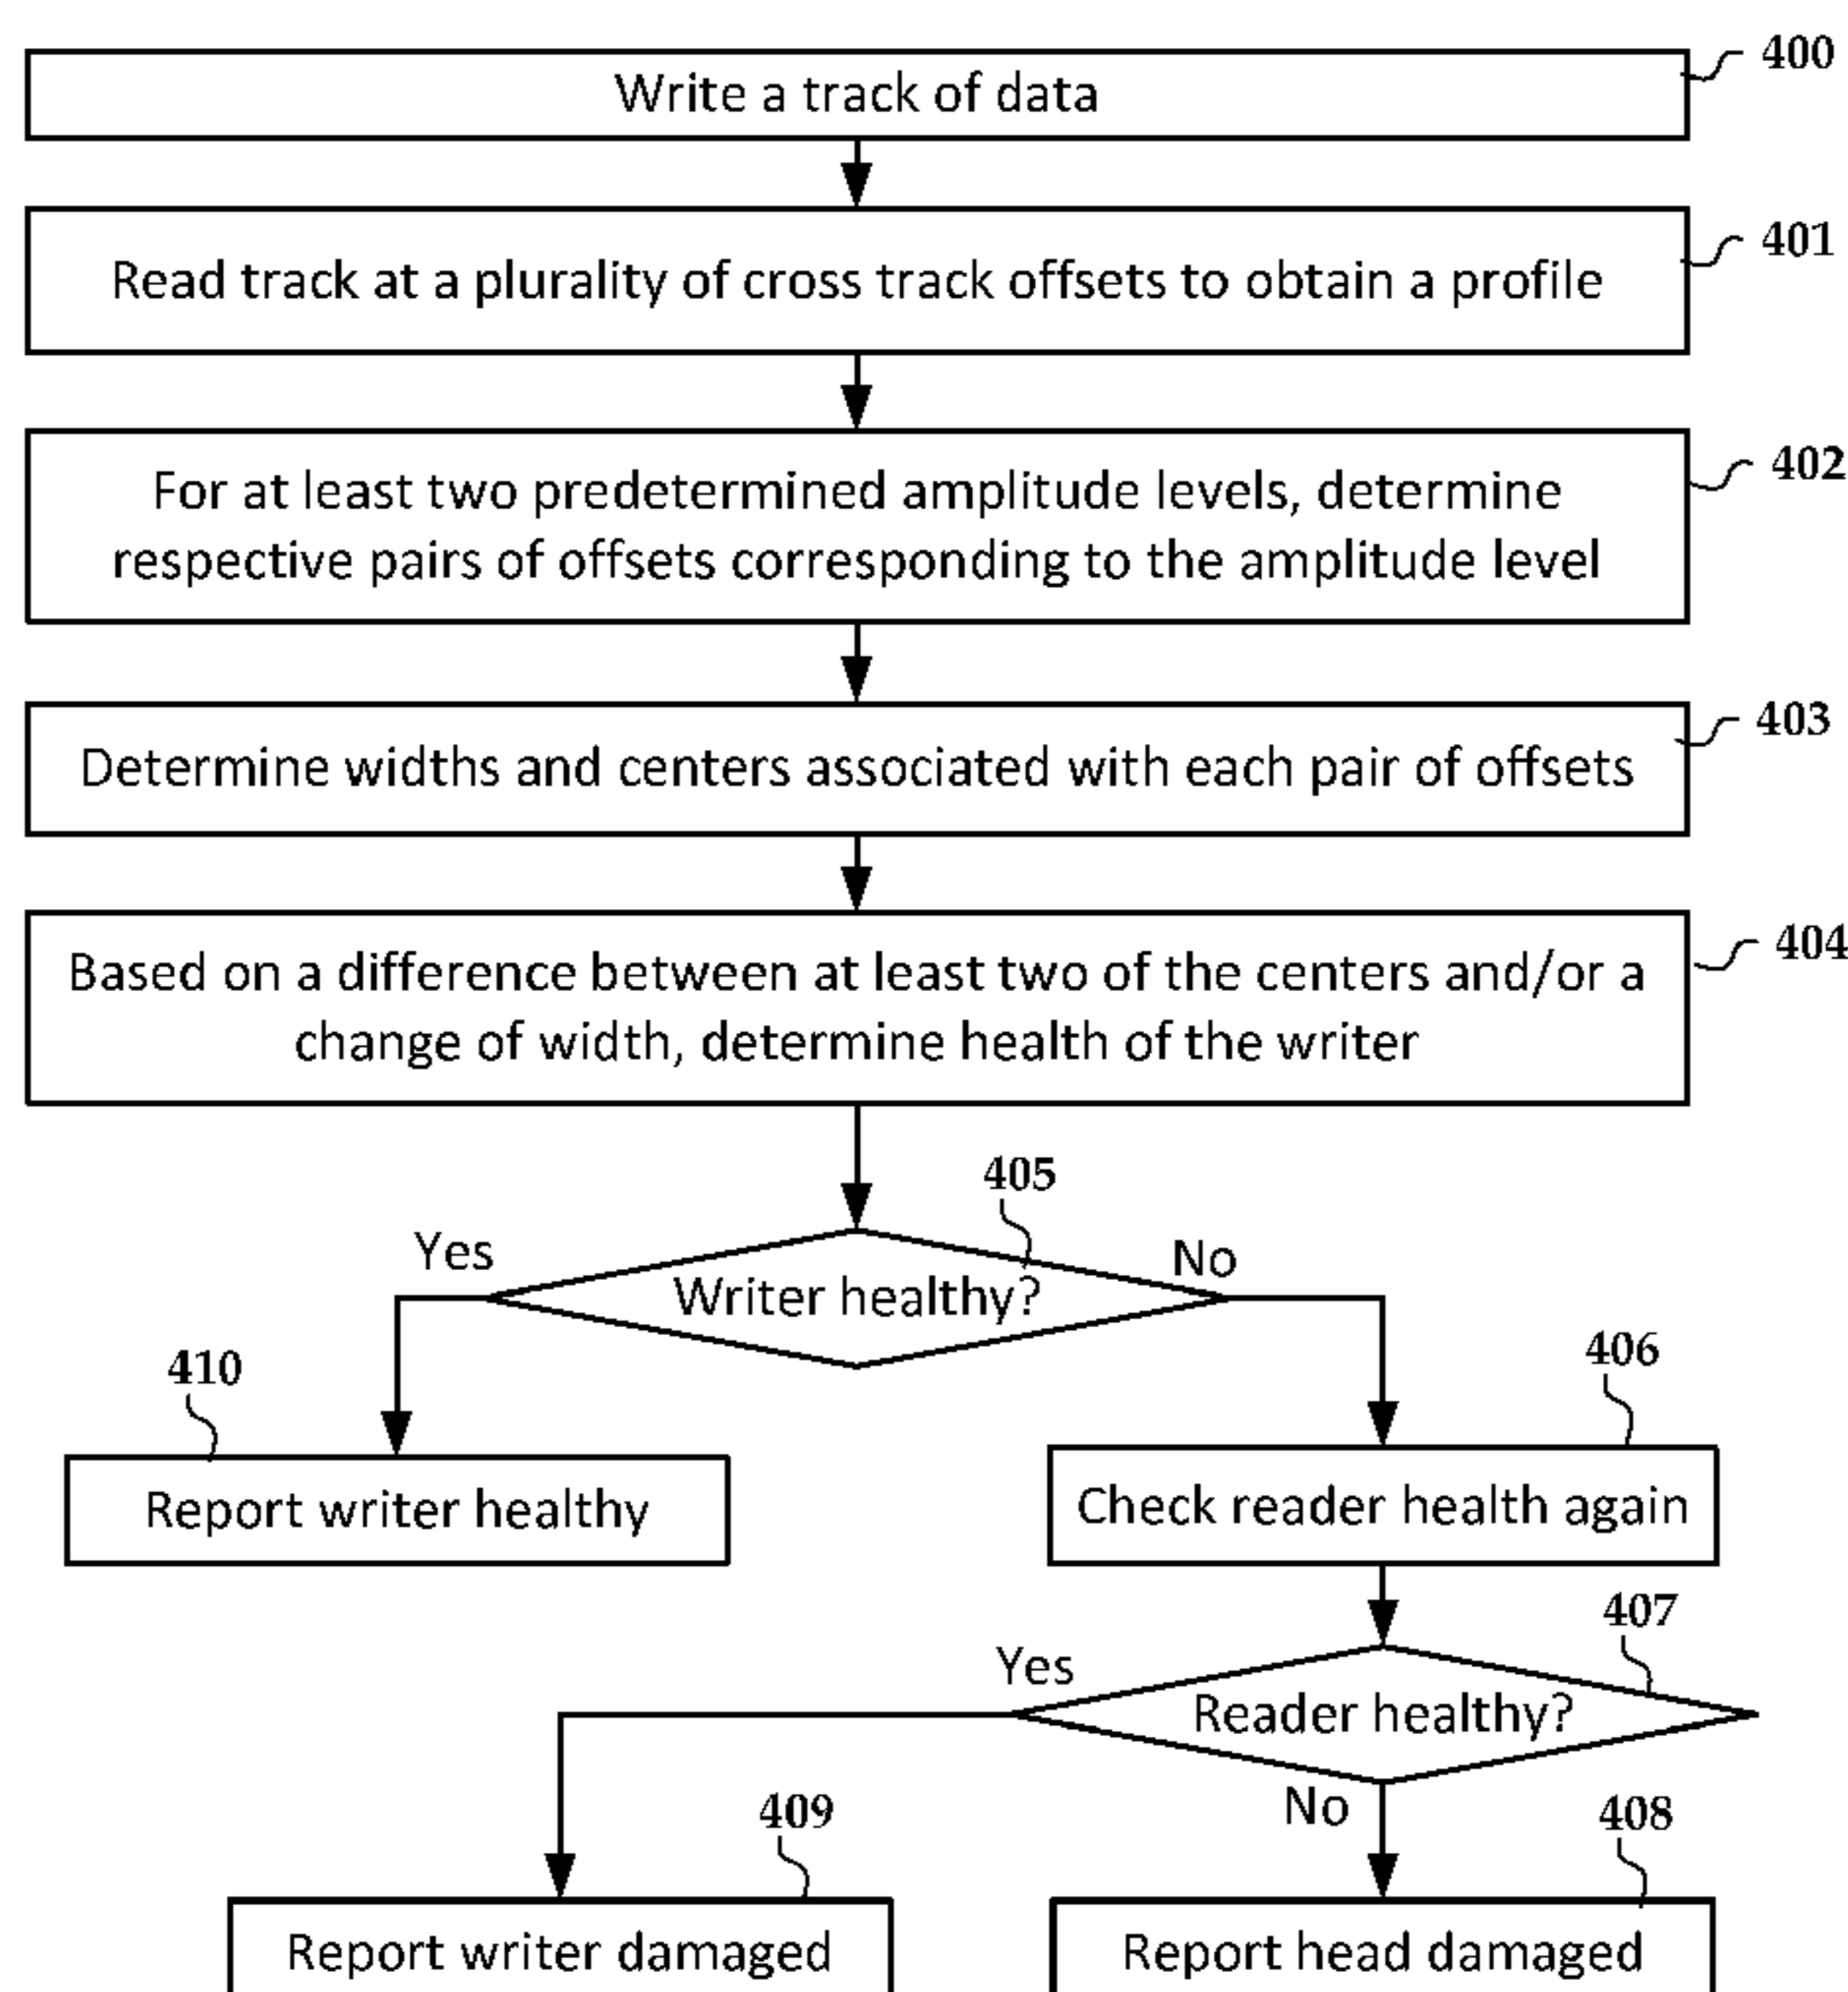 400
Write a track of data
401
Read track at a plurality of cross track offsets to obtain a profile
402
For at least two predetermined amplitude levels, determine
respective pairs of offsets corresponding to the amplitude level
403
Determine widths and centers associated with each pair of offsets
404
Based on a difference between at least two of the centers and/or a
change of width, determine health of the writer
405
Yes
No
Writer healthy?
410
406
Report writer healthy
Check reader health again
407
Yes
Reader healthy?
No
409
408
Report writer damaged
Report head damaged